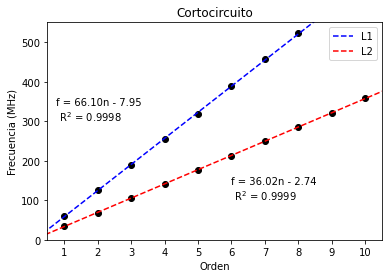 Cortocircuito
L1
L2
f = 66.10n - 7.95
R² = 0.9998
f = 36.02n - 2.74
R² = 0.9999
Frecuencia (MHz)
500
400
300
200
100
0
1 2 3 4 5 6 7 8 9 10
Orden